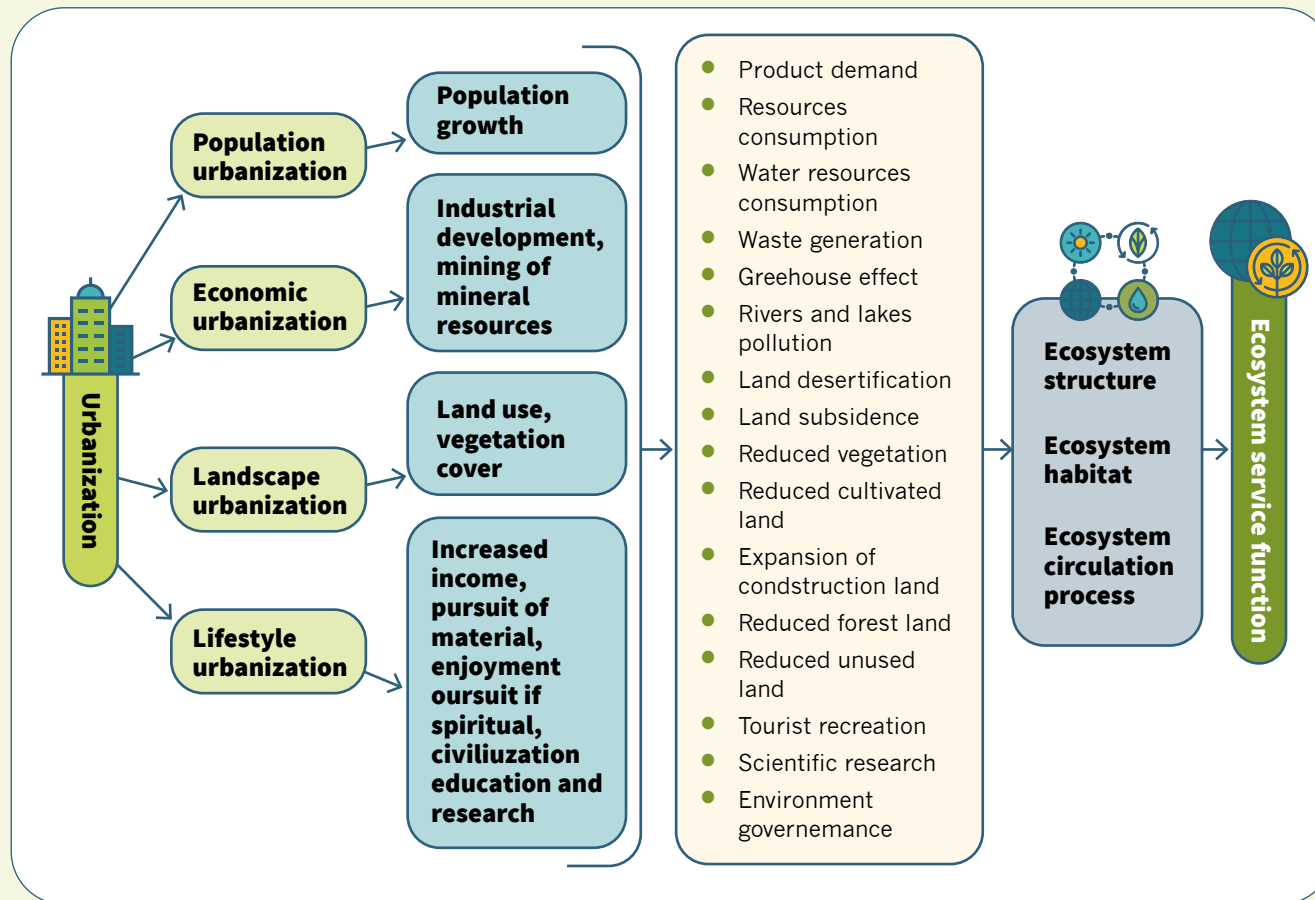 Urbanization
Population
urbanization
Economic
urbanization
Landscape
urbanization
Lifestyle
urbanization
Population
growth
Industrial
development,
mining of
mineral
resources
Land use,
vegetation
cover
Increased
income,
pursuit of
material,
enjoyment
oursuit if
spiritual,
civiliuzation
education and
research
Product demand
Resources
consumption
Water resources
consumption
Waste generation
Greehouse effect
Rivers and lakes
pollution
Land desertification
Land subsidence
Reduced vegetation
Reduced cultivated
land
Expansion of
condstruction land
Reduced forest land
Reduced unused
land
Tourist recreation
Scientific research
Environment
governemance
Ecosystem
structure
Ecosystem
habitat
Ecosystem
circulation
process
Ecosystem service function